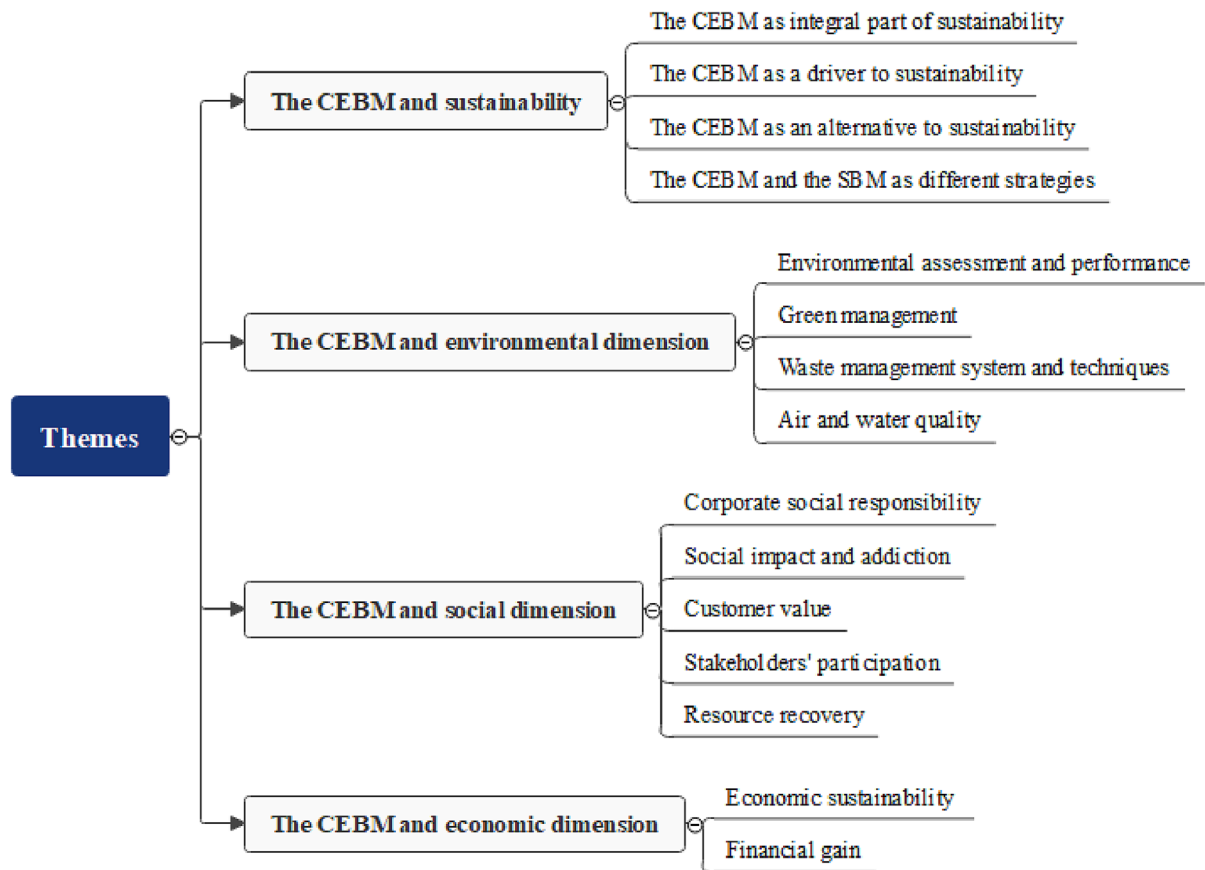 Themes
The CEBM and sustainability
The CEBM as integral part of sustainability
The CEBM as a driver to sustainability
The CEBM as an alternative to sustainability
The CEBM and the SBM as different strategies
The CEBM and environmental dimension
Environmental assessment and performance
Green management
Waste management system and techniques
Air and water quality
The CEBM and social dimension
Corporate social responsibility
Social impact and addiction
Customer value
Stakeholders' participation
Resource recovery
The CEBM and economic dimension
Economic sustainability
Financial gain